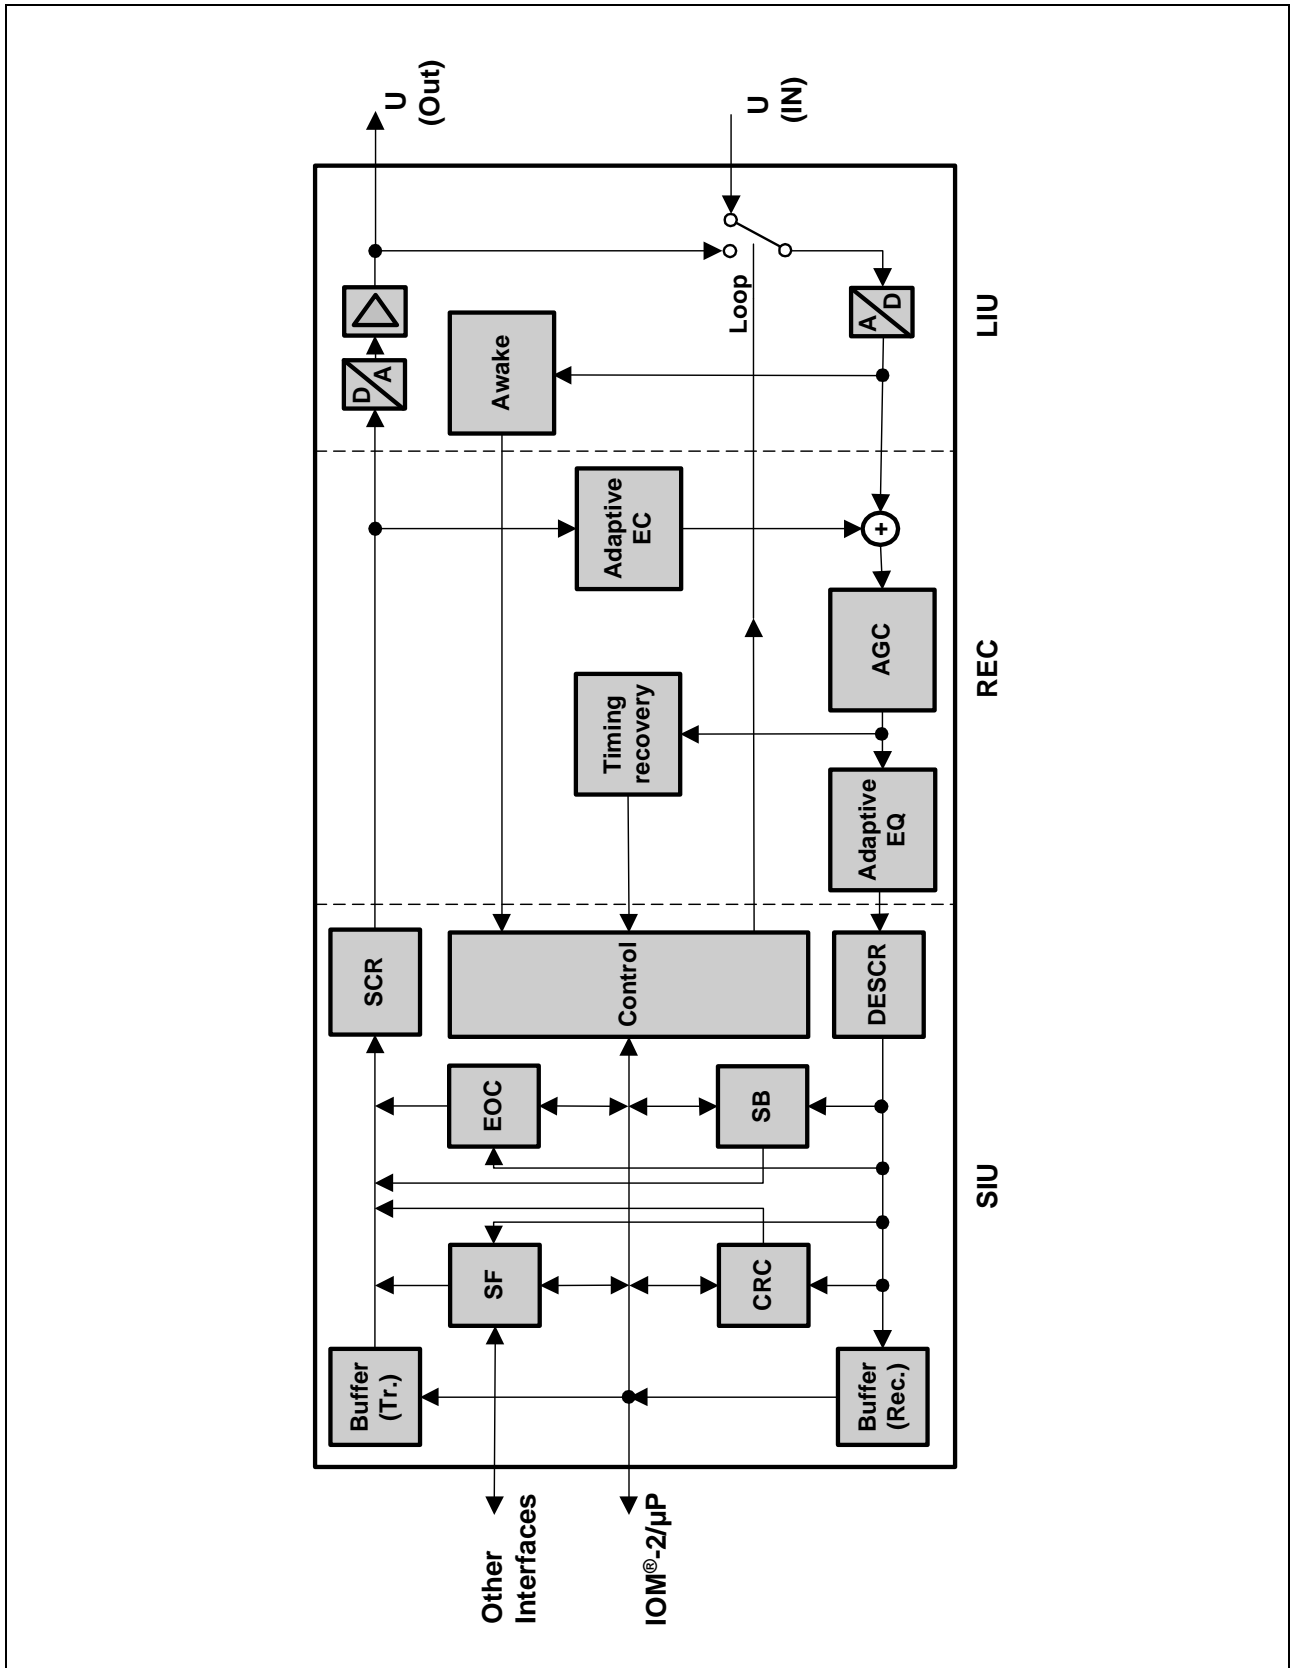 Buffer
(Tr.)
SCR
D
A
U
(Out)
Other
Interfaces
SF
EOC
Awake
IOM®-2/µP
Control
Timing
recovery
Adaptive
EC
CRC
SB
Loop
U
(IN)
Buffer
(Rec.)
DESCR
Adaptive
EQ
AGC
+
A
D
SIU
REC
LIU